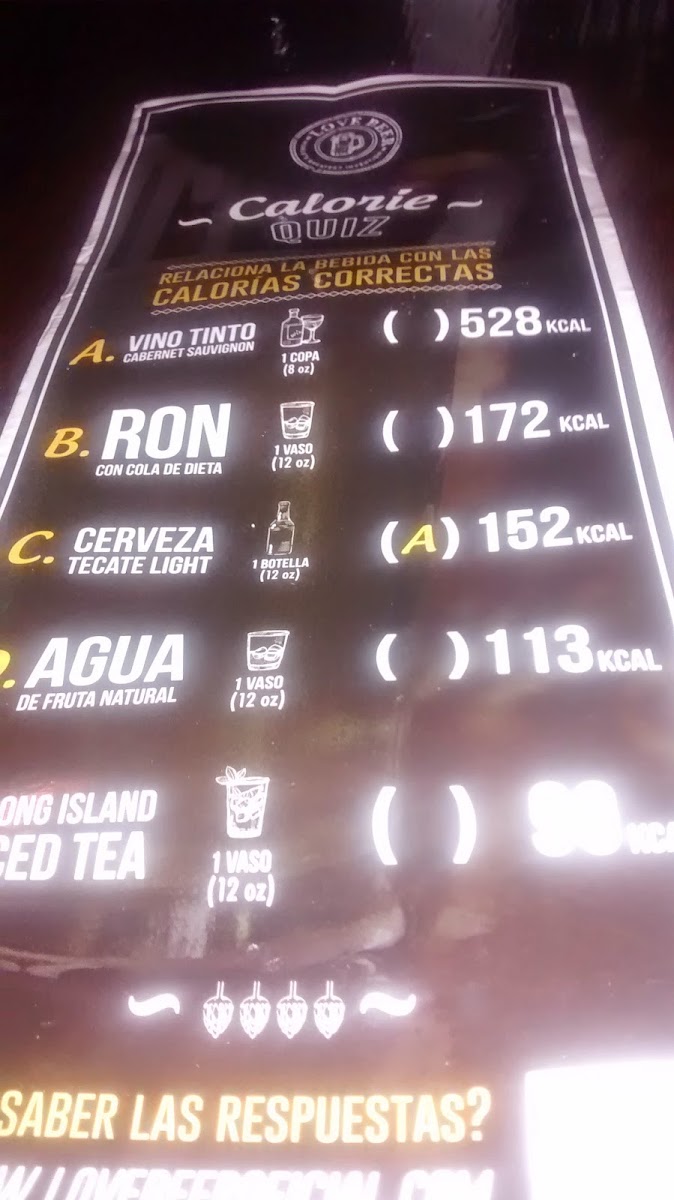 LOVE BEER
Calorie
QUIZ
RELACIONA LA BEBIDA CON LAS
CALORÍAS CORRECTAS
A. VINO TINTO
CABERNET SAUVIGNON
1 COPA
(8 oz)
( ) 528 KCAL
B. RON
CON COLA DE DIETA
1 VASO
(12 oz)
( ) 172 KCAL
C. CERVEZA
TECATE LIGHT
1 BOTELLA
(12 oz)
(A) 152 KCAL
D. AGUA
DE FRUTA NATURAL
1 VASO
(12 oz)
( ) 113 KCAL
ONG ISLAND
CED TEA
1 VASO
(12 oz)
( ) KCA
SABER LAS RESPUESTAS?
W.LOVEBEEROFICIAL.COM